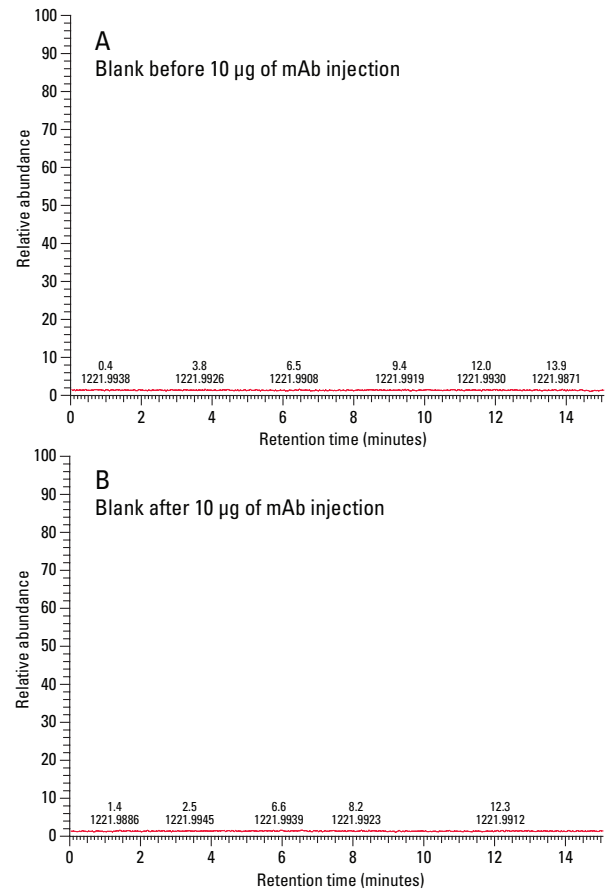 A
Blank before 10 µg of mAb injection
100
90
80
70
60
50
40
30
20
10
0
Relative abundance
0.4 3.8 6.5 9.4 12.0 13.9
1221.9938 1221.9926 1221.9908 1221.9919 1221.9930 1221.9871
0 2 4 6 8 10 12 14
Retention time (minutes)
B
Blank after 10 µg of mAb injection
100
90
80
70
60
50
40
30
20
10
0
Relative abundance
1.4 2.5 6.6 8.2 12.3
1221.9886 1221.9945 1221.9939 1221.9923 1221.9912
0 2 4 6 8 10 12 14
Retention time (minutes)